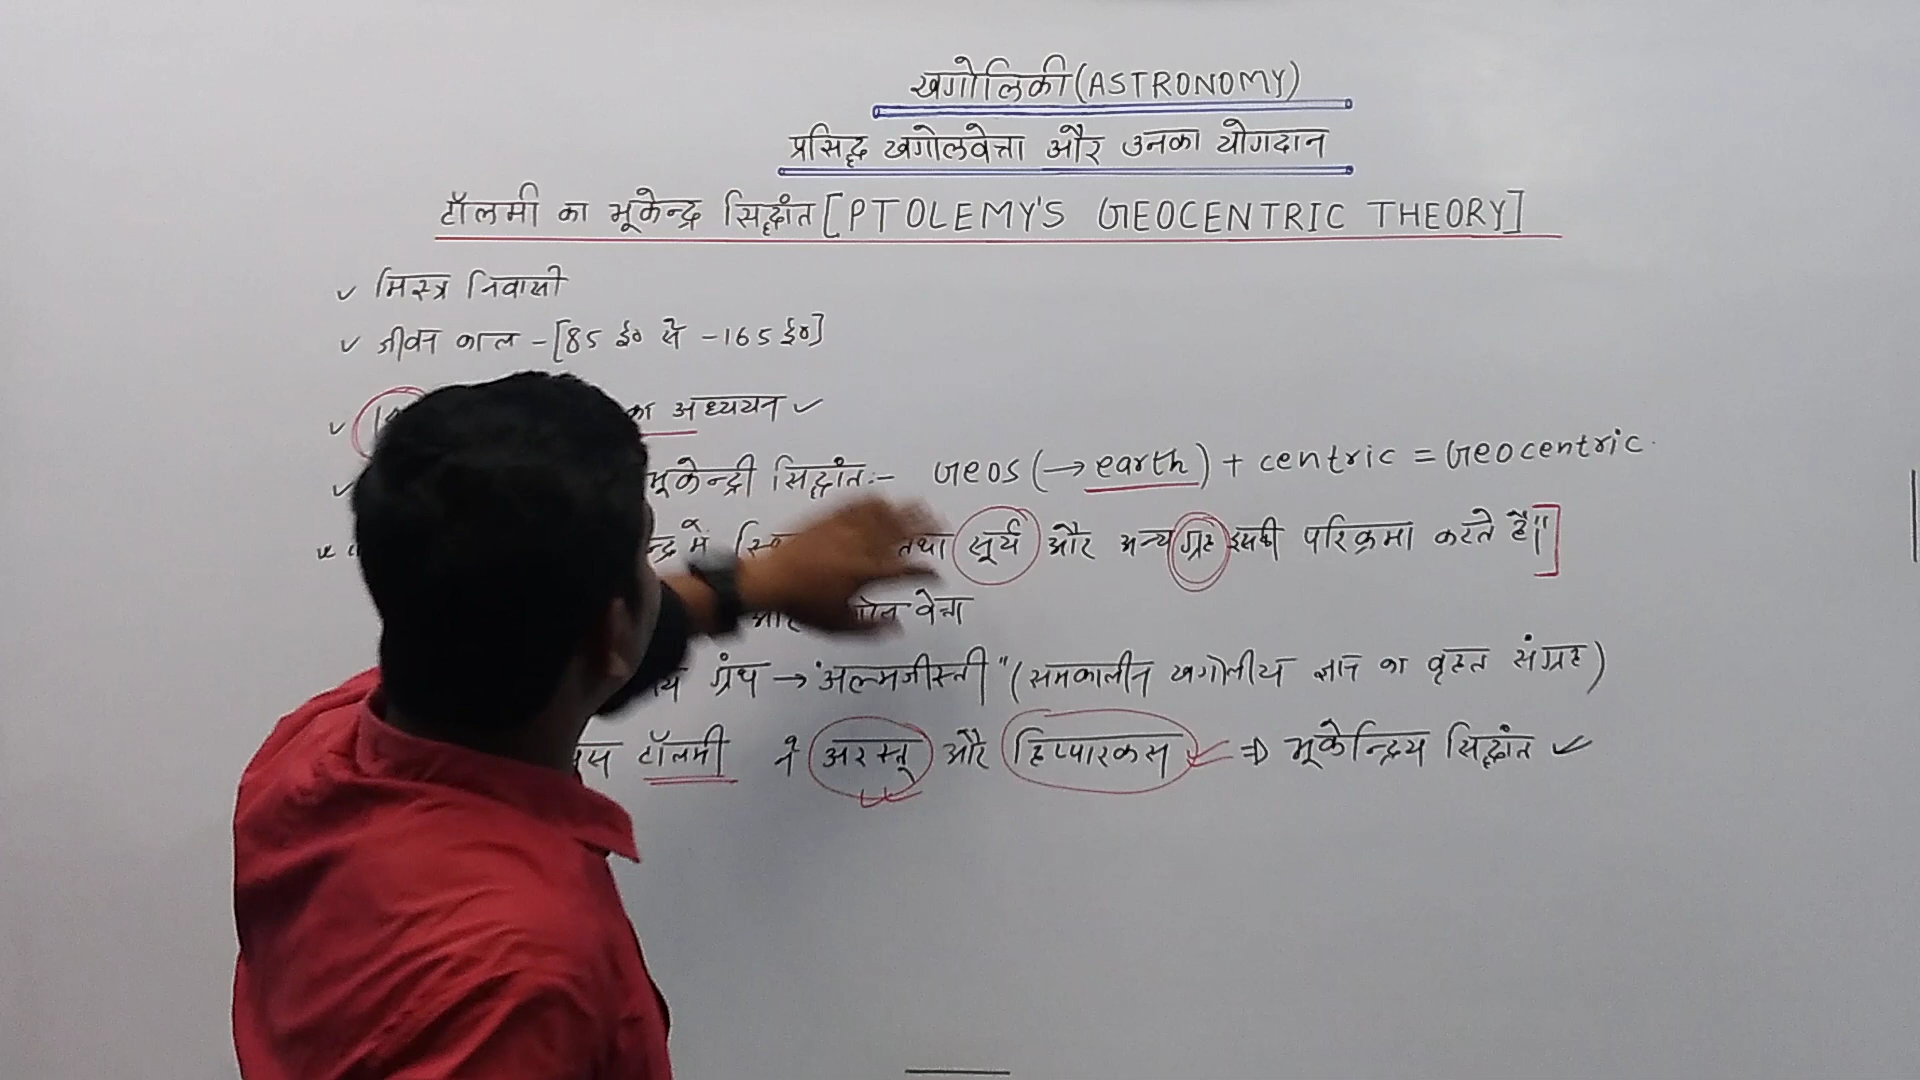 खगोलिकी (ASTRONOMY)
प्रसिद्ध खगोलवेत्ता और उनका योगदान
टॉलमी का भूकेन्द्र सिद्धांत [PTOLEMY'S GEOCENTRIC THEORY]
मिस्त्र निवासी
जीवन काल - [85 ई० से - 165 ई०]
का अध्ययन
भूकेन्द्री सिद्धांत :- Geos (→ earth) + centric = Geocentric
में तथा सूर्य और अन्य ग्रह इसकी परिक्रमा करते हैं।"]
वेत्ता
ग्रंथ → "अल्मजीस्ती" (समकालीन खगोलीय ज्ञान का वृहत संग्रह)
टॉलमी ने अरस्तू और हिप्पारकस ⇒ भूकेन्द्रिय सिद्धांत